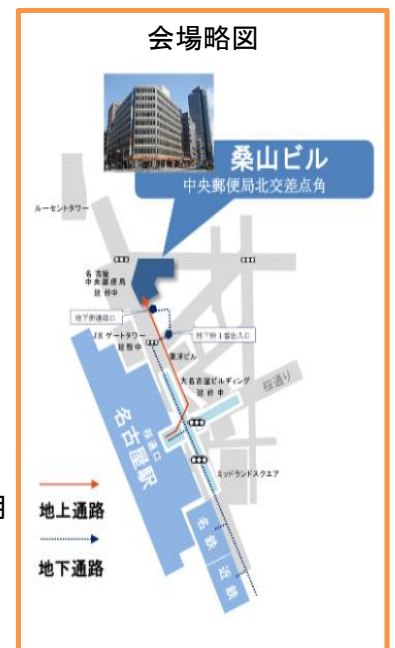 会場略図
桑山ビル
中央郵便局北交差点角
ルーセントタワー
名古屋
中央郵便局
建替中
地下街連絡口
JRゲートタワー
建設中
地下街1番出入口
東洋ビル
大名古屋ビルヂング
建替中
桜通り
桜通口
名古屋駅
ミッドランドスクエア
名鉄
近鉄
地上通路
地下通路